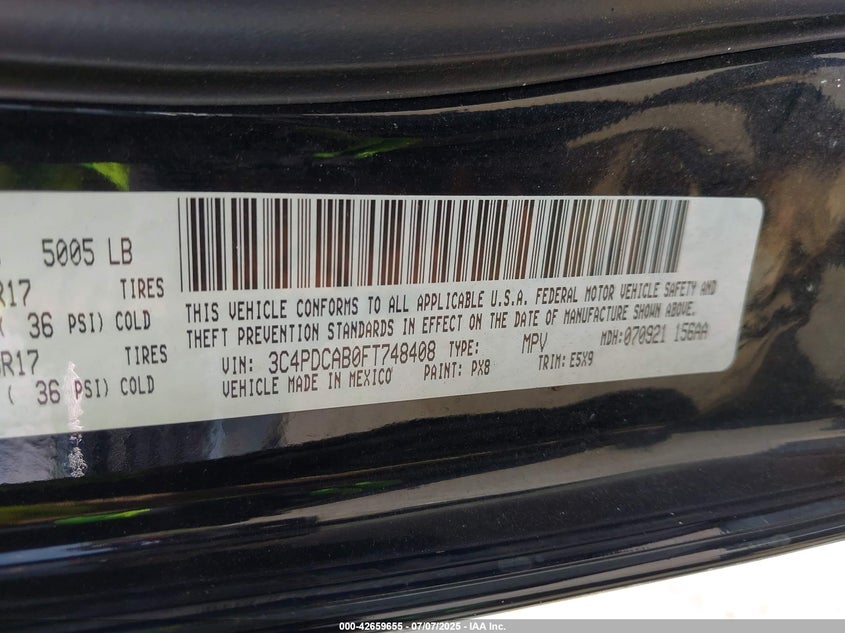 5005 LB
R17 TIRES
( 36 PSI) COLD
R17 TIRES
( 36 PSI) COLD
THIS VEHICLE CONFORMS TO ALL APPLICABLE U.S.A. FEDERAL MOTOR VEHICLE SAFETY AND
THEFT PREVENTION STANDARDS IN EFFECT ON THE DATE OF MANUFACTURE SHOWN ABOVE.
VIN: 3C4PDCAB0FT748408 TYPE: MPV MDH:070921 156AA
VEHICLE MADE IN MEXICO PAINT: PX8 TRIM: E5X9
000-42659655 - 07/07/2025 - IAA Inc.